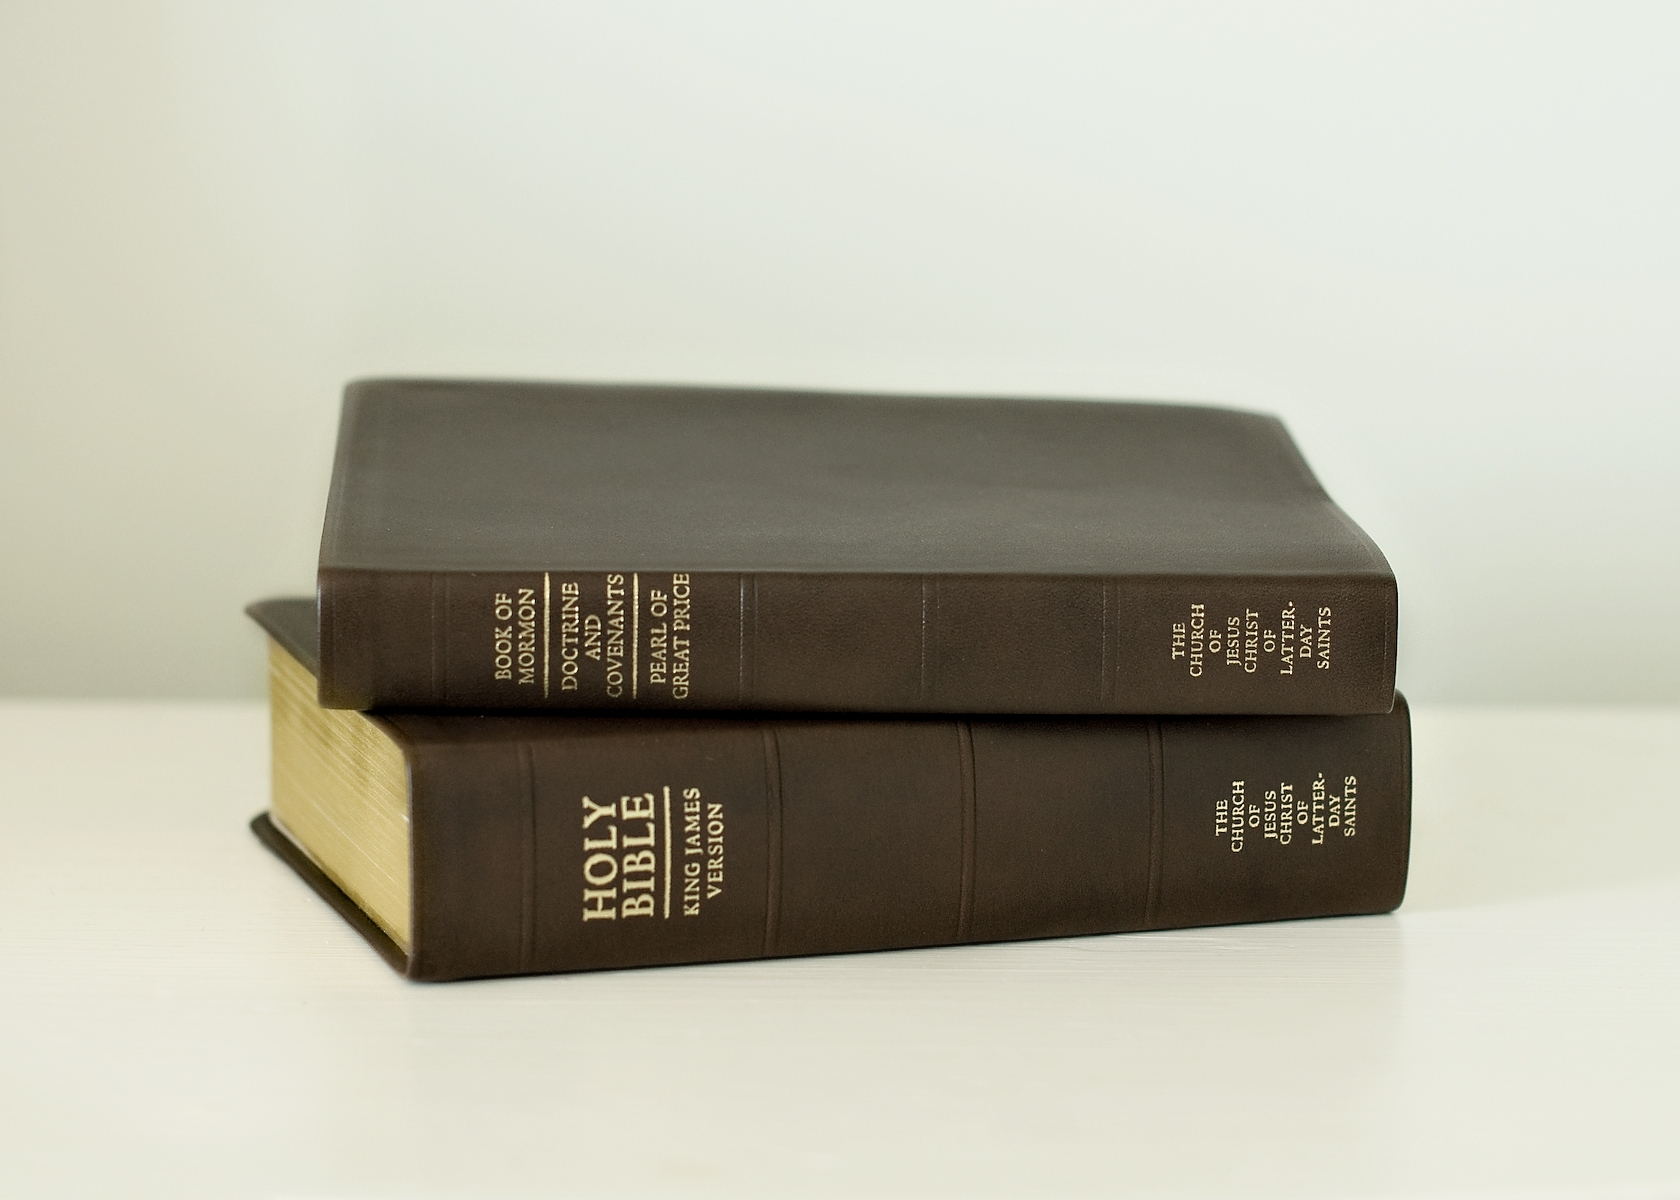 BOOK OF
MORMON
DOCTRINE
AND
COVENANTS
PEARL OF
GREAT PRICE
THE
CHURCH
OF
JESUS
CHRIST
OF
LATTER-
DAY
SAINTS
HOLY
BIBLE
KING JAMES
VERSION
THE
CHURCH
OF
JESUS
CHRIST
OF
LATTER-
DAY
SAINTS